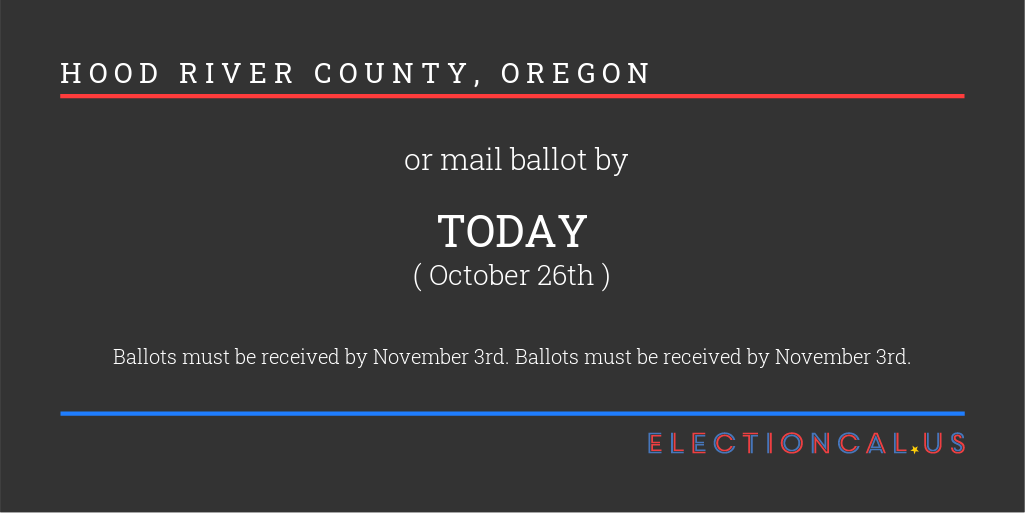 HOOD RIVER COUNTY, OREGON
or mail ballot by
TODAY
( October 26th )
Ballots must be received by November 3rd. Ballots must be received by November 3rd.
ELECTIONCAL.US